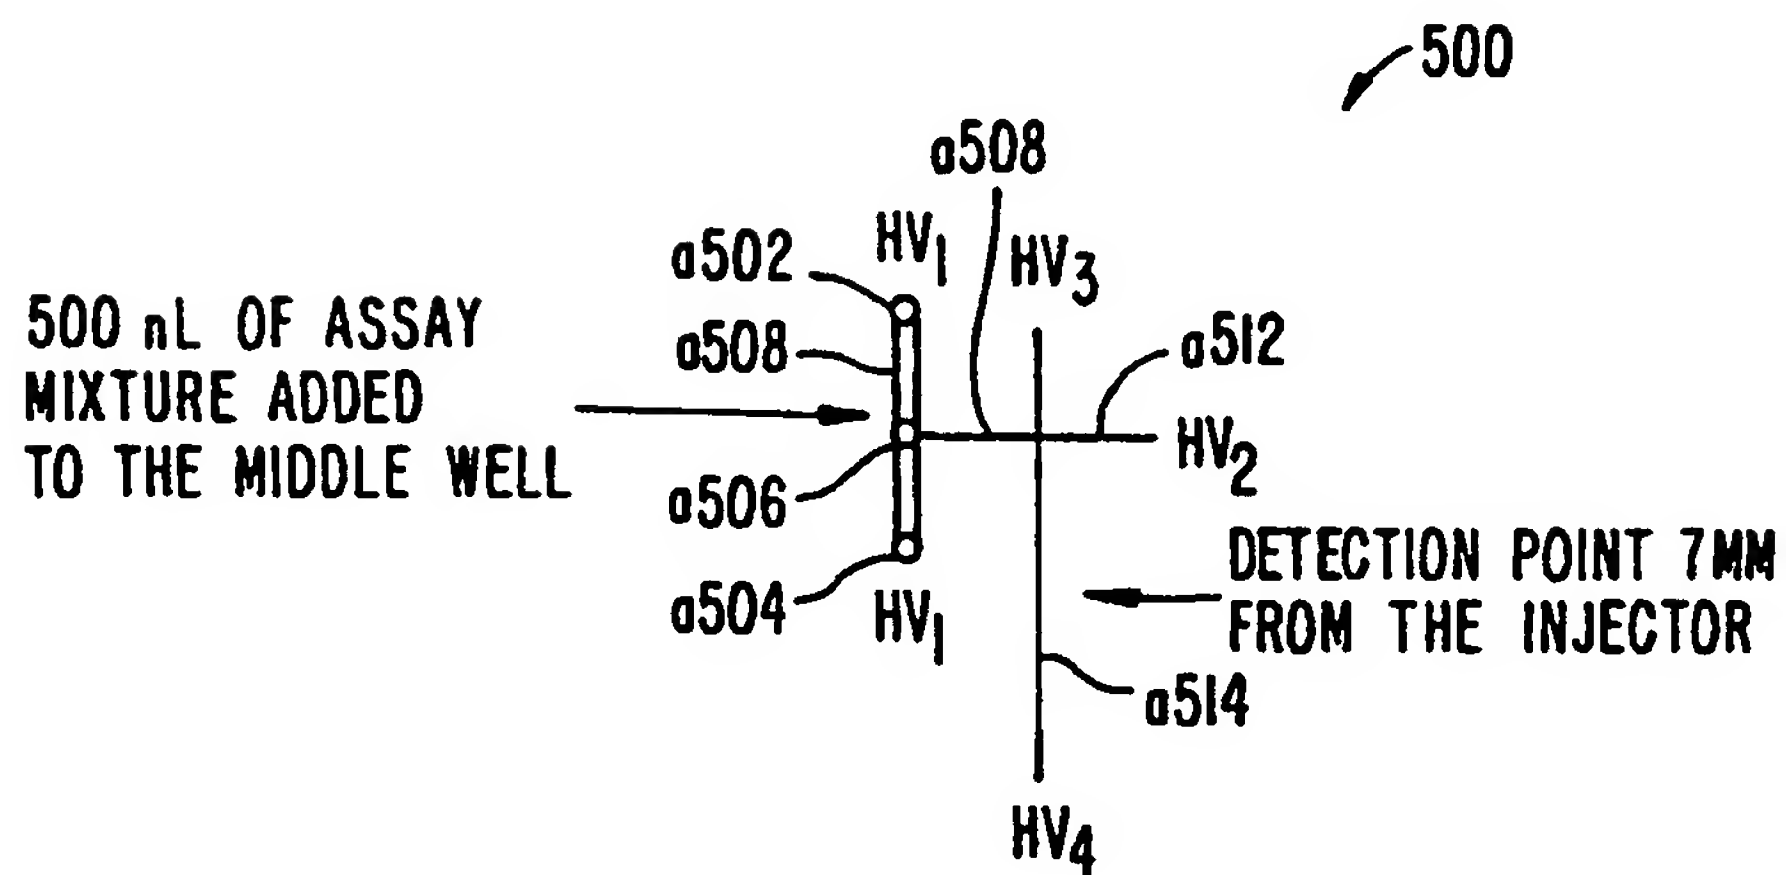 500
a508
HV1
HV3
a502
500 nL OF ASSAY
MIXTURE ADDED
TO THE MIDDLE WELL
a508
a512
HV2
a506
DETECTION POINT 7MM
FROM THE INJECTOR
a504
HV1
a514
HV4